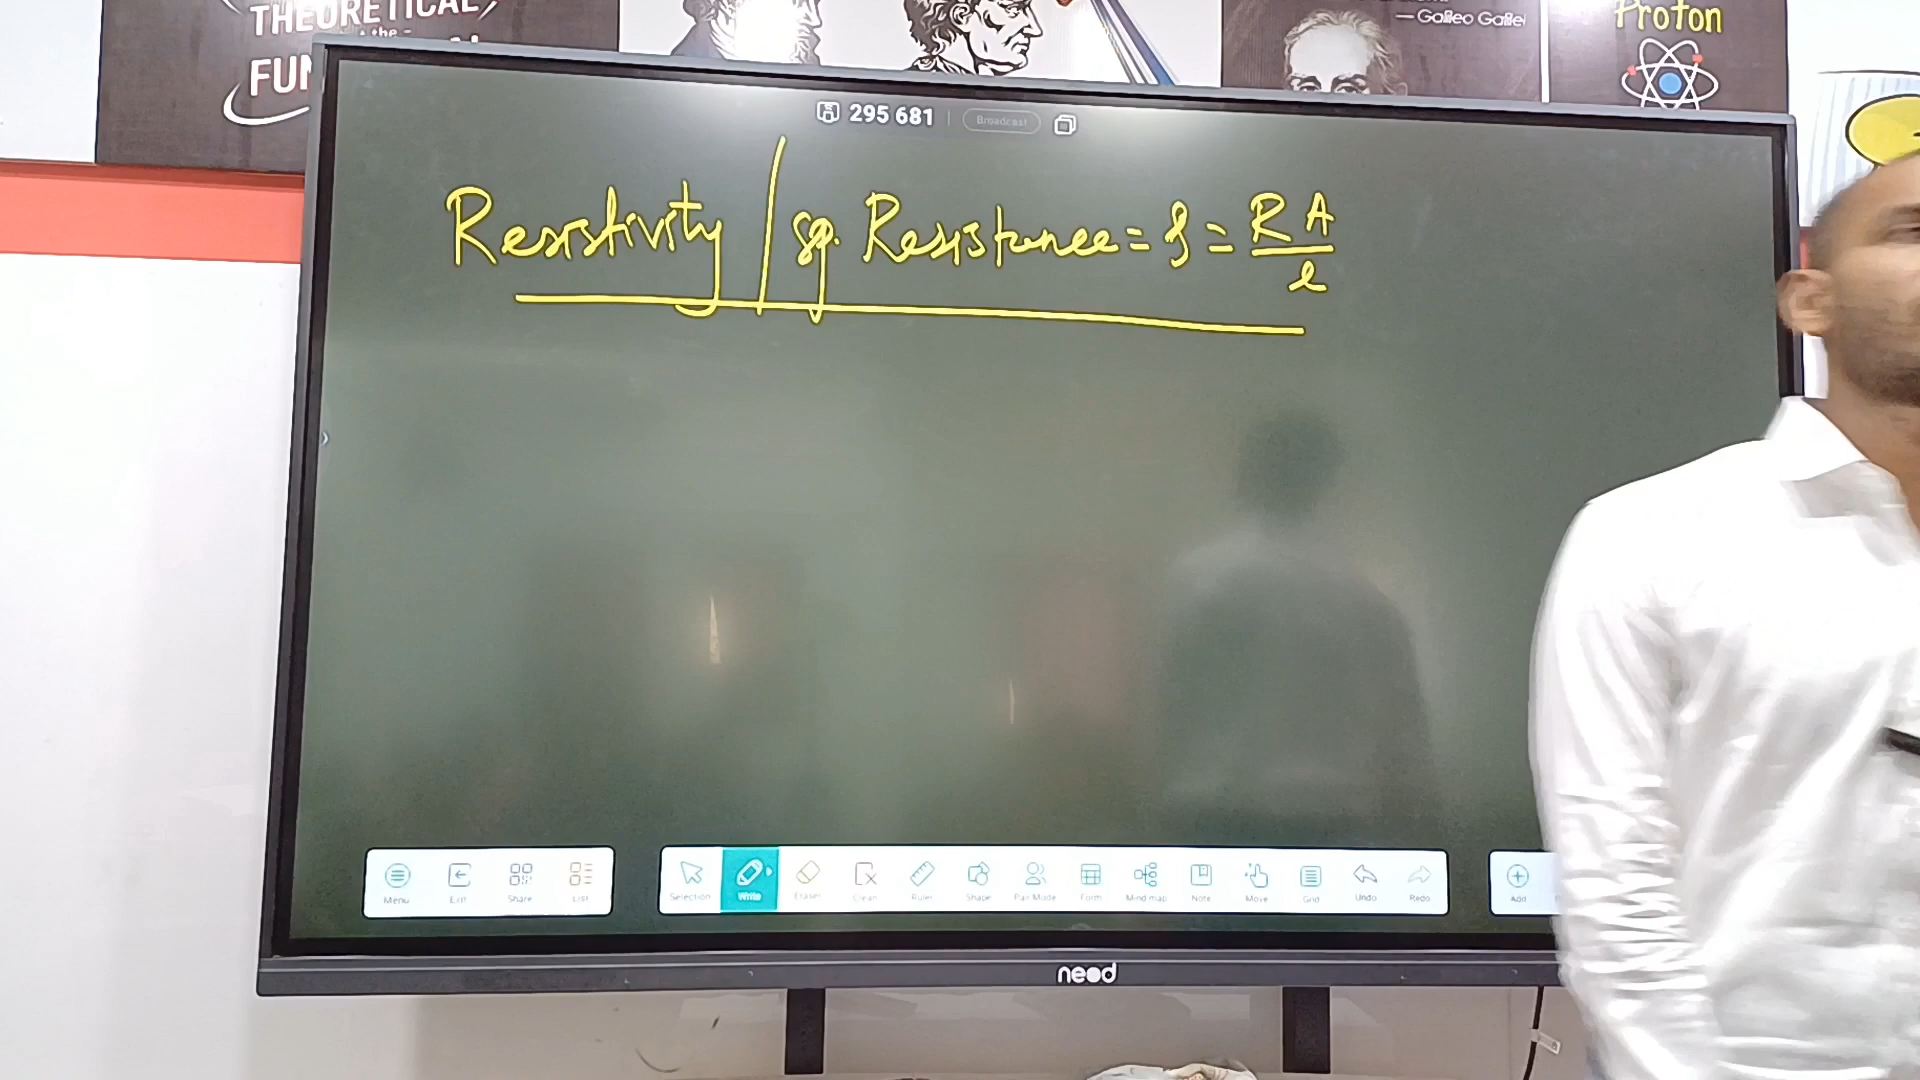 THEORETICAL
the
FUN
— Galileo Galilei
Proton
295 681 Broadcast
Resistivity / sp. Resistance = ρ = RA/l
Menu Exit Share List Selection Write Eraser Clean Ruler Shape Pair Mode Form Mind map Note Move Grid Undo Redo Add
neod